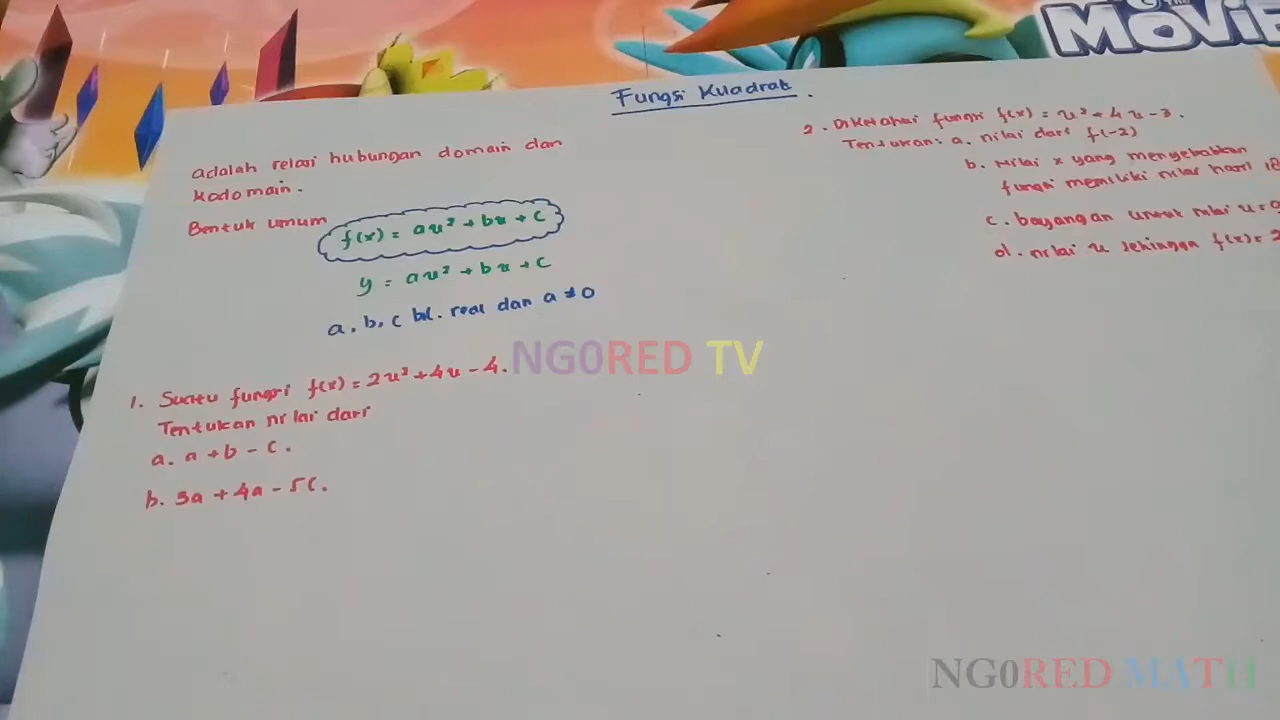 MOVIE
Fungsi Kuadrat.
adalah relasi hubungan domain dan
kodomain.
Bentuk umum
f(x) = ax² + bx + c
y = ax² + bx + c
a, b, c bil. real dan a ≠ 0
1. Suatu fungsi f(x) = 2x² + 4x - 4.
Tentukan nilai dari
a. a + b - c.
b. 3a + 4a - 5c.
2. Diketahui fungsi f(x) = x² + 4x - 3.
Tentukan: a. nilai dari f(-2)
b. Nilai x yang menyebabkan
fungsi memiliki nilai hasil 18
c. bayangan untuk nilai x =
d. nilai x sehingga f(x) = 2
NG0RED TV
NG0RED MATH